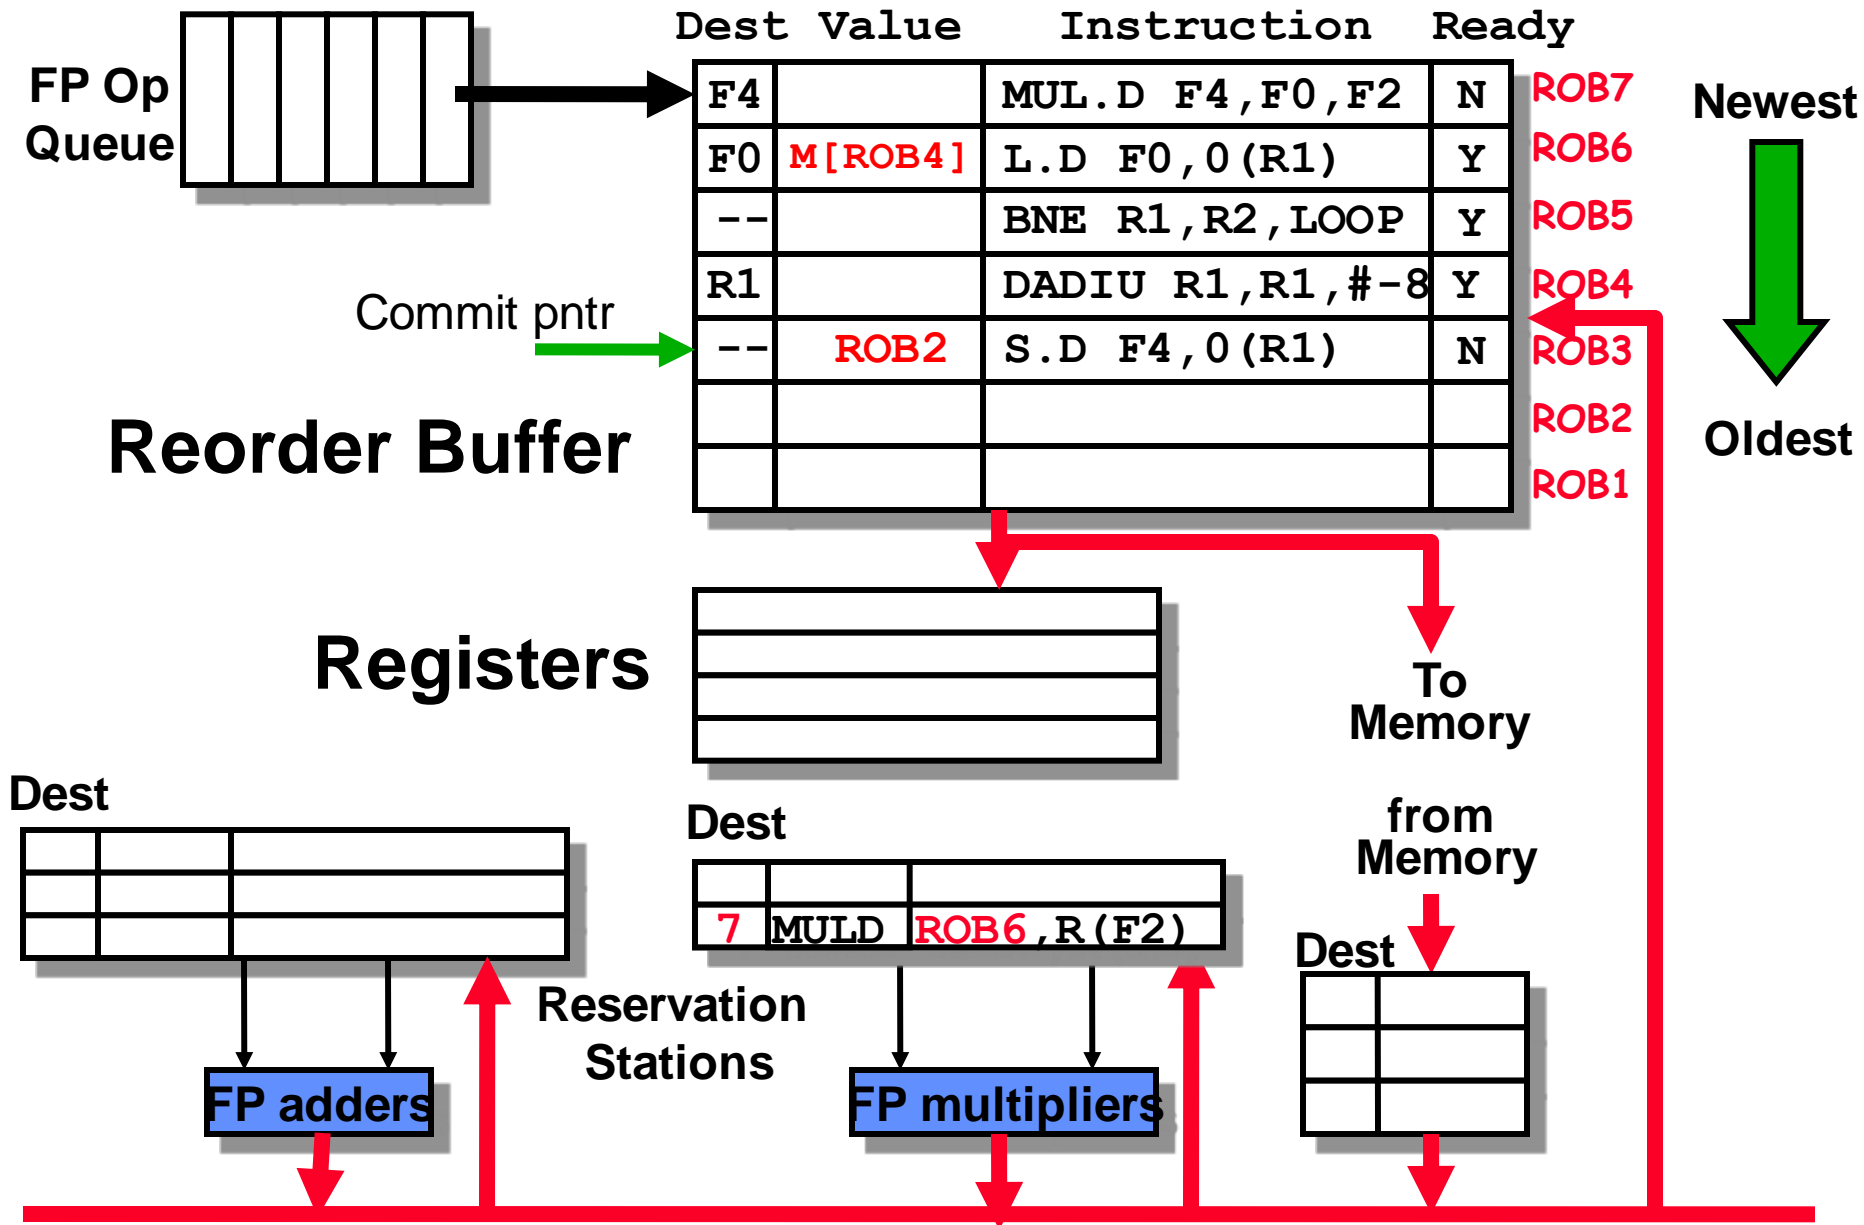 Dest Value Instruction Ready
FP Op
Queue
F4 MUL.D F4,F0,F2 N ROB7
Newest
F0 M[ROB4] L.D F0,0(R1) Y ROB6
-- BNE R1,R2,LOOP Y ROB5
R1 DADIU R1,R1,#-8 Y ROB4
Commit pntr
-- ROB2 S.D F4,0(R1) N ROB3
ROB2
Oldest
Reorder Buffer
ROB1
Registers
To
Memory
Dest
Dest
from
Memory
7 MULD ROB6,R(F2)
Dest
Reservation
Stations
FP adders
FP multipliers